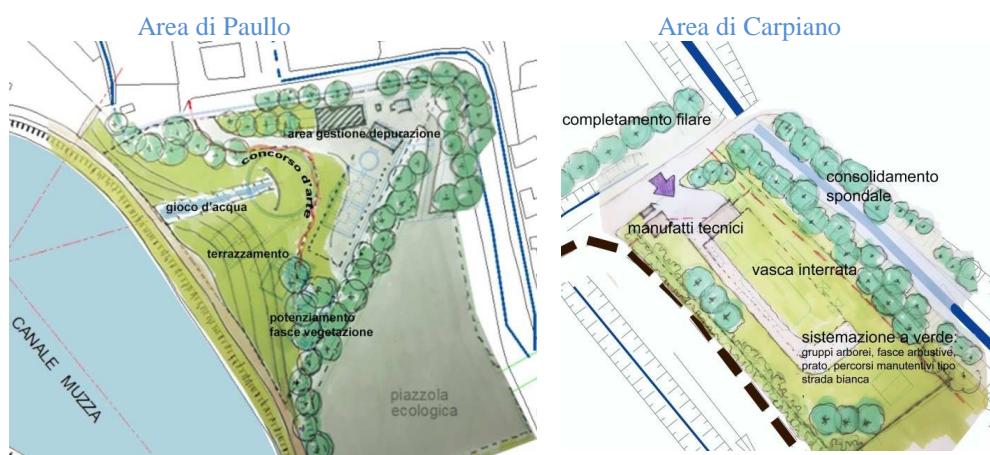 Area di Paullo
area gestione depurazione
concorso d'arte
gioco d'acqua
terrazzamento
potenziamento
fasce vegetazione
CANALE MUZZA
piazzola
ecologica
Area di Carpiano
completamento filare
consolidamento
spondale
manufatti tecnici
vasca interrata
sistemazione a verde:
gruppi arborei, fasce arbustive,
prato, percorsi manutentivi tipo
strada bianca